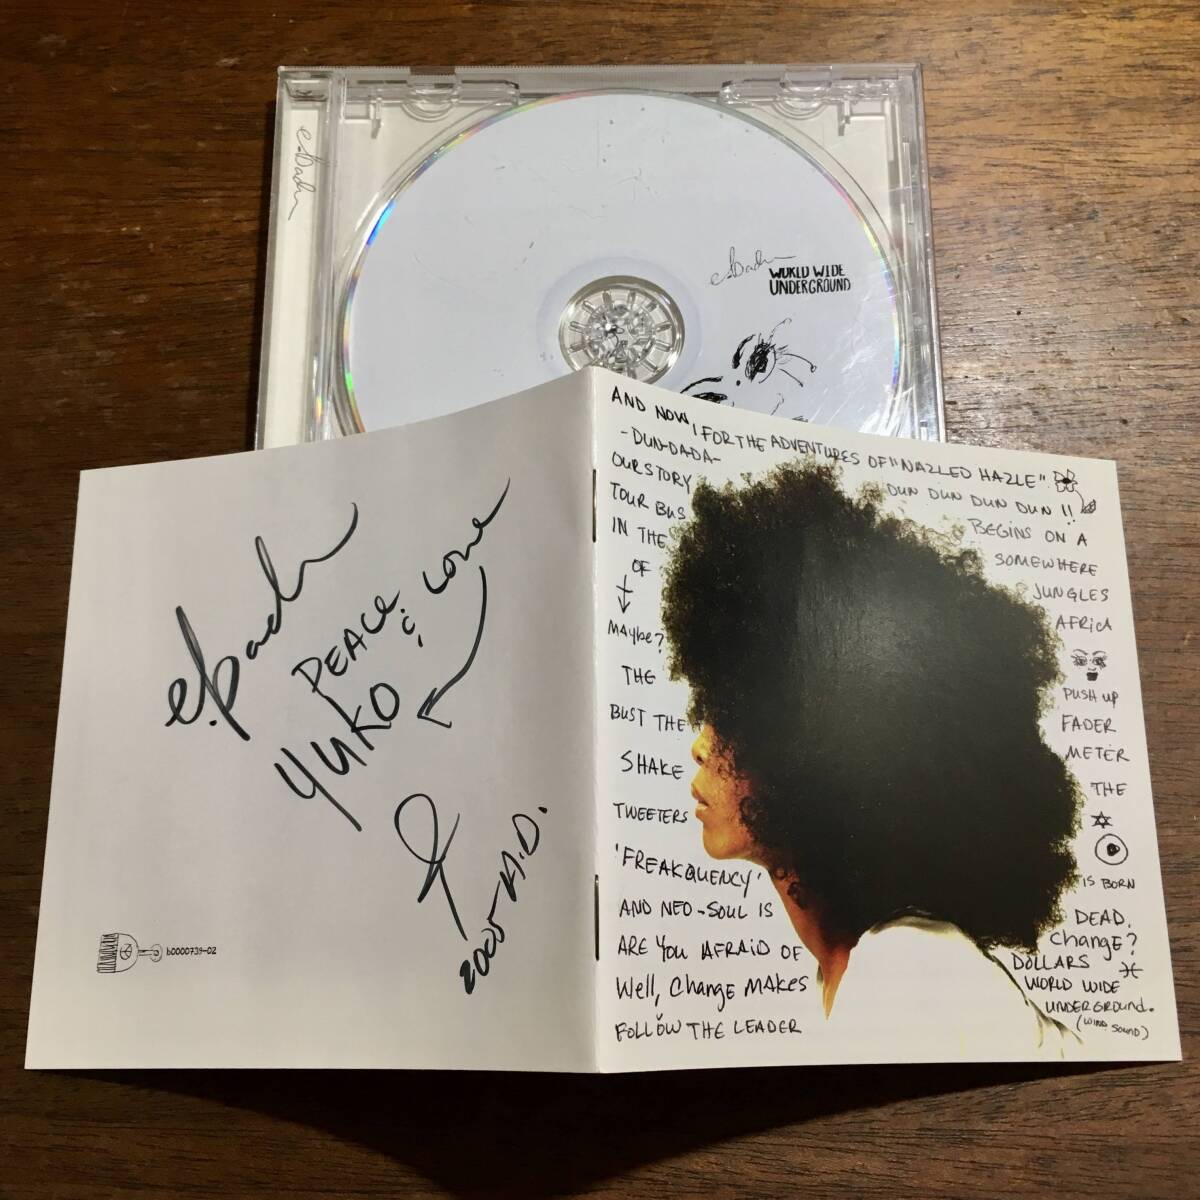 e.Badu
e.Badu
WORLD WIDE
UNDERGROUND
e.Badu
PEACE
& LOVE
YUKO
2005 A.D.
b0000739-02
AND NOW, FOR THE ADVENTURES OF "NAZLED HAZLE".
-DUN-DADA- DUN DUN DUN DUN !!
OUR STORY BEGINS ON A
TOUR BUS SOMEWHERE
IN THE JUNGLES
OF AFRICA
MAYbe?
THE PUSH UP
BUST THE FADER
SHAKE METER
TWEETERS THE
'FREAKQUENCY' IS BORN
AND NEO-SOUL IS DEAD.
ARE YOU AFRAID OF Change?
Well, Change MAKES DOLLARS
FOLLOW THE LEADER WORLD WIDE
UNDERGROUND.
(WIND SOUND)